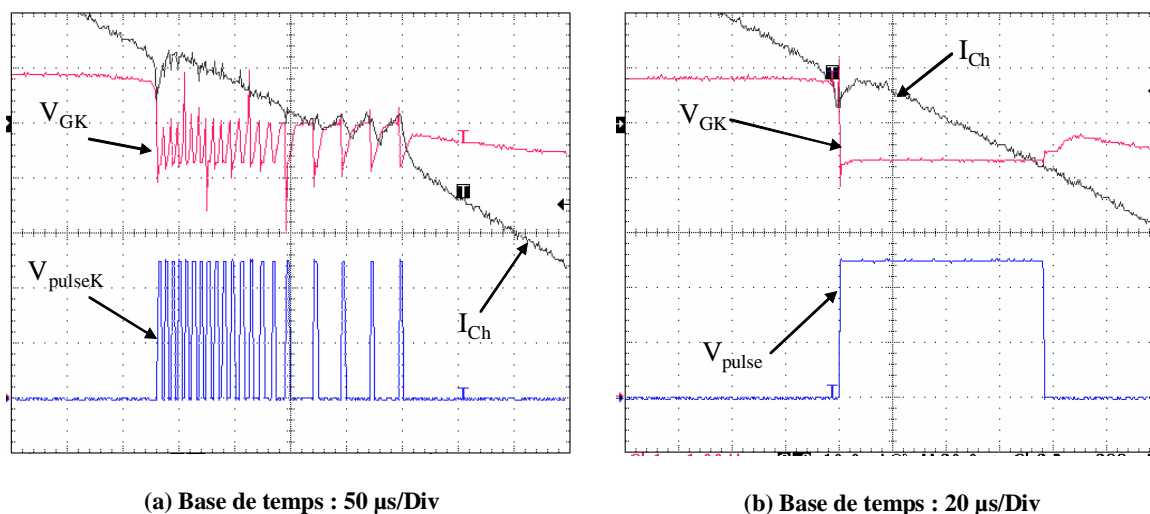 V_GK
V_pulseK
I_Ch
T
T
T
I_Ch
V_GK
V_pulse
T
T
(a) Base de temps : 50 µs/Div
(b) Base de temps : 20 µs/Div